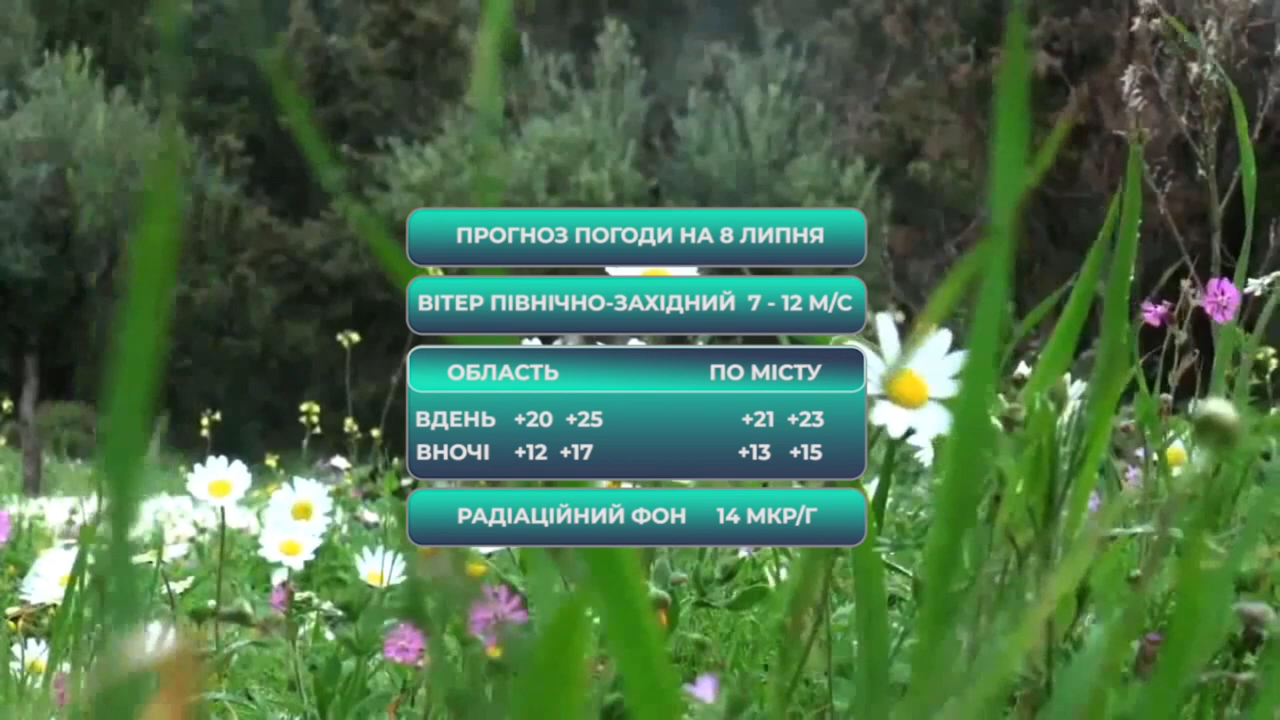 ПРОГНОЗ ПОГОДИ НА 8 ЛИПНЯ
ВІТЕР ПІВНІЧНО-ЗАХІДНИЙ 7 - 12 М/С
ОБЛАСТЬ ПО МІСТУ
ВДЕНЬ +20 +25 +21 +23
ВНОЧІ +12 +17 +13 +15
РАДІАЦІЙНИЙ ФОН 14 МКР/Г